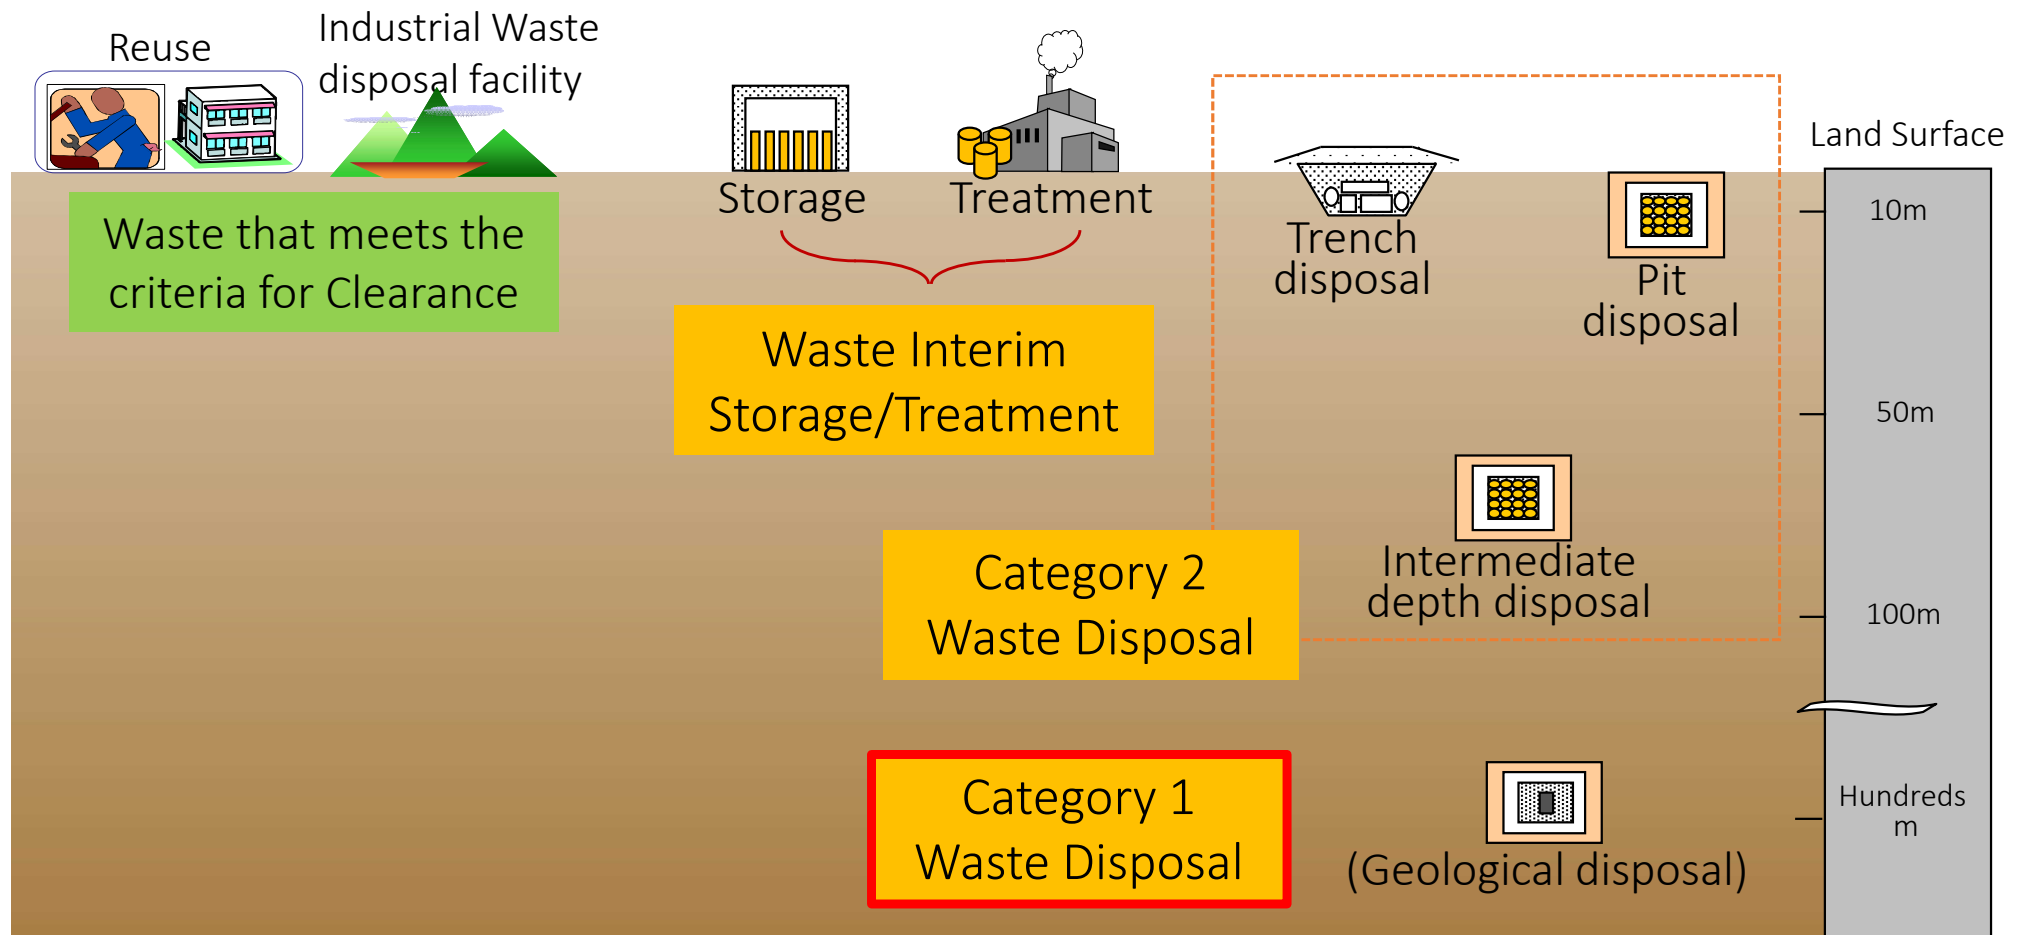 Reuse
Industrial Waste
disposal facility
Land Surface
Waste that meets the
criteria for Clearance
Storage
Treatment
Waste Interim
Storage/Treatment
Trench
disposal
Pit
disposal
10m
50m
Category 2
Waste Disposal
Intermediate
depth disposal
100m
Category 1
Waste Disposal
(Geological disposal)
Hundreds
m